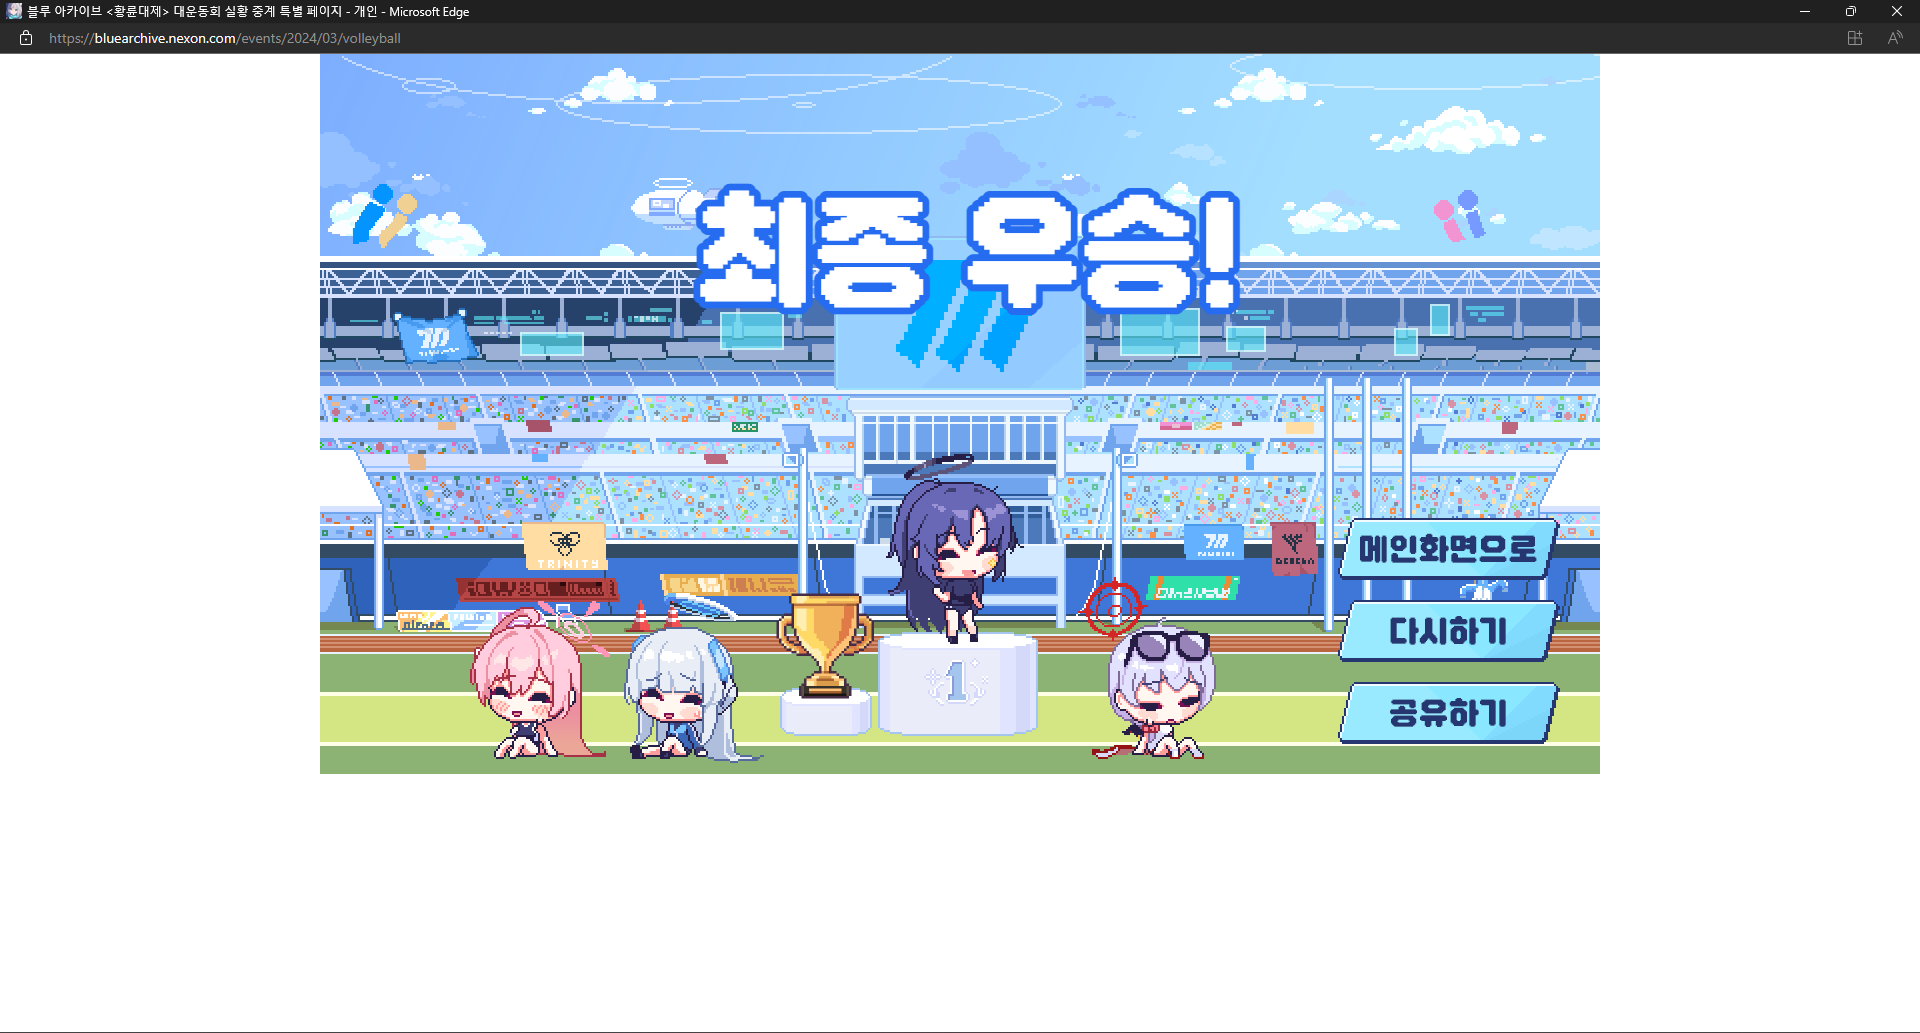 블루 아카이브 <황륜대제> 대운동회 실황 중계 특별 페이지 - 개인 - Microsoft Edge
https://bluearchive.nexon.com/events/2024/03/volleyball
최종 우승!
TRINITY
GEHENNA
1
메인화면으로
다시하기
공유하기